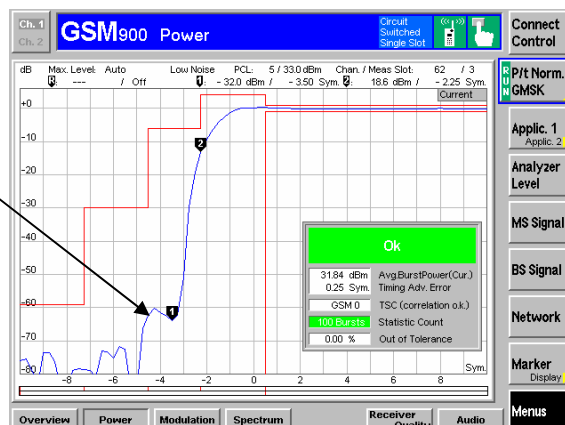 Ch. 1
Ch. 2
GSM900 Power
Circuit
Switched
Single Slot
Connect
Control
dB Max. Level: Auto Low Noise PCL: 5 / 33.0 dBm Chan. / Meas Slot: 62 / 3
--- / Off 1: - 32.0 dBm / - 3.50 Sym. 2: 18.6 dBm / - 2.25 Sym.
Current
RUN
P/t Norm.
GMSK
Applic. 1
Applic. 2
Analyzer
Level
MS Signal
BS Signal
Network
Marker
Display
Menus
+0
-10
-20
-30
-40
-50
-60
-70
-80
2
1
Ok
31.84 dBm Avg.BurstPower(Cur.)
0.25 Sym. Timing Adv. Error
GSM 0 TSC (correlation o.k.)
100 Bursts Statistic Count
0.00 % Out of Tolerance
Sym.
-8 -6 -4 -2 0 2 4 6 8
Overview Power Modulation Spectrum Receiver Quality Audio